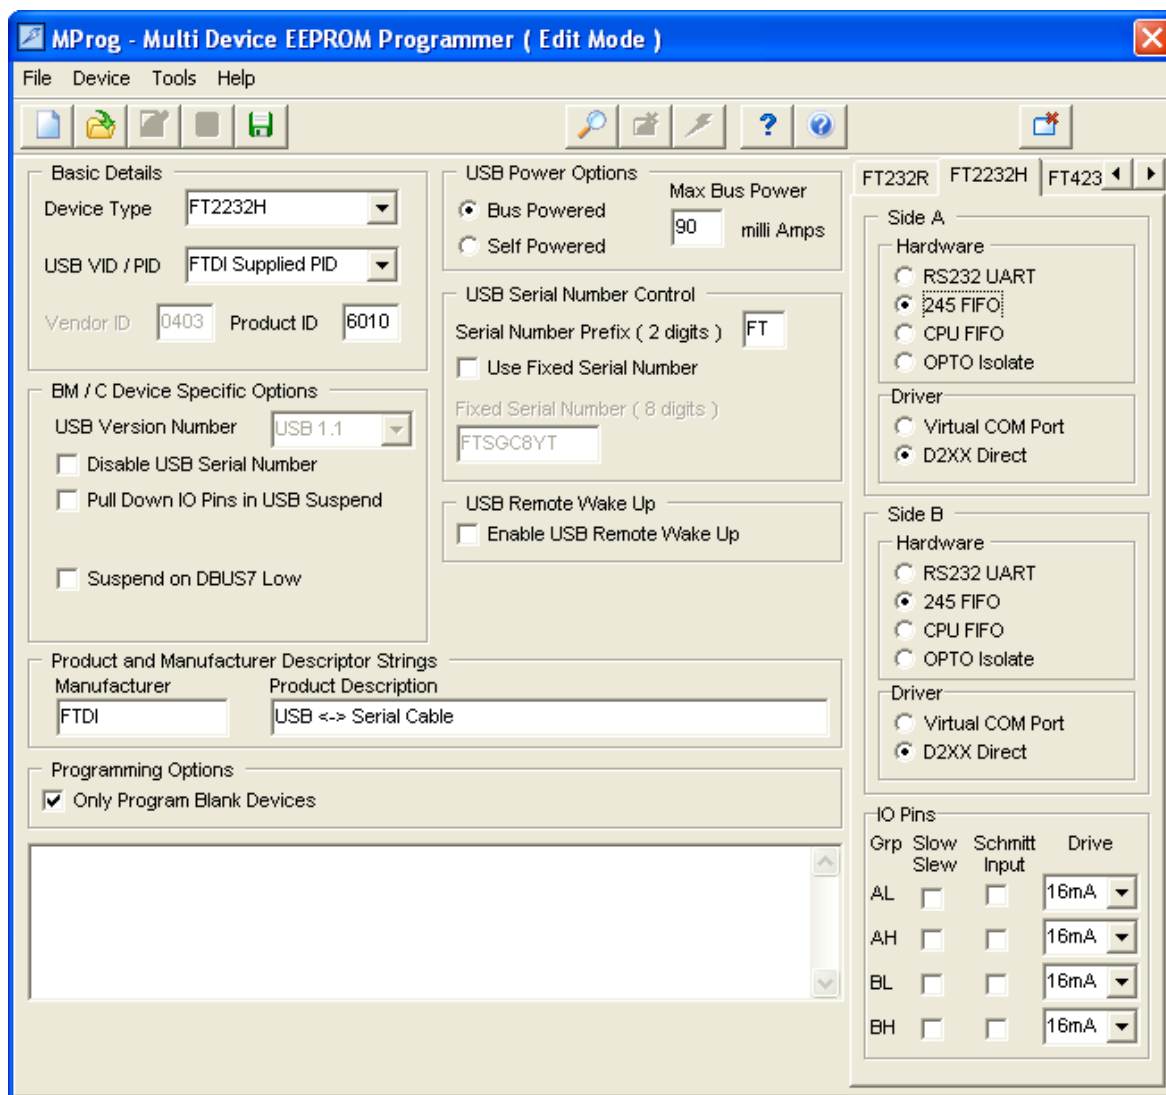 MProg - Multi Device EEPROM Programmer ( Edit Mode )
File Device Tools Help
Basic Details
Device Type FT2232H
USB VID / PID FTDI Supplied PID
Vendor ID 0403 Product ID 6010
BM / C Device Specific Options
USB Version Number USB 1.1
Disable USB Serial Number
Pull Down IO Pins in USB Suspend
Suspend on DBUS7 Low
USB Power Options
Max Bus Power
Bus Powered
90 milli Amps
Self Powered
USB Serial Number Control
Serial Number Prefix ( 2 digits ) FT
Use Fixed Serial Number
Fixed Serial Number ( 8 digits )
FTSGC8YT
USB Remote Wake Up
Enable USB Remote Wake Up
Product and Manufacturer Descriptor Strings
Manufacturer Product Description
FTDI USB <-> Serial Cable
Programming Options
Only Program Blank Devices
FT232R FT2232H FT423
Side A
Hardware
RS232 UART
245 FIFO
CPU FIFO
OPTO Isolate
Driver
Virtual COM Port
D2XX Direct
Side B
Hardware
RS232 UART
245 FIFO
CPU FIFO
OPTO Isolate
Driver
Virtual COM Port
D2XX Direct
IO Pins
Grp Slow Schmitt Drive
Slew Input
AL 16mA
AH 16mA
BL 16mA
BH 16mA